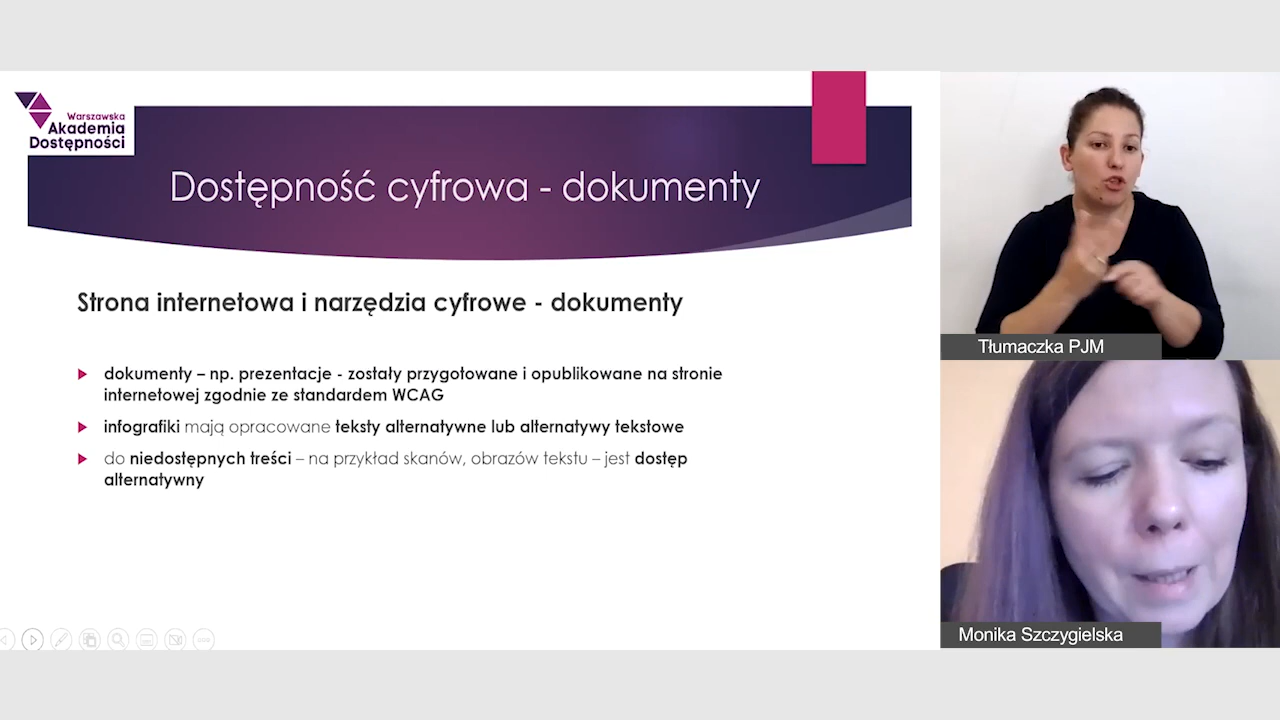 Warszawska
Akademia
Dostępności
Dostępność cyfrowa - dokumenty
Strona internetowa i narzędzia cyfrowe - dokumenty
dokumenty – np. prezentacje - zostały przygotowane i opublikowane na stronie
internetowej zgodnie ze standardem WCAG
infografiki mają opracowane teksty alternatywne lub alternatywy tekstowe
do niedostępnych treści – na przykład skanów, obrazów tekstu – jest dostęp
alternatywny
Tłumaczka PJM
Monika Szczygielska